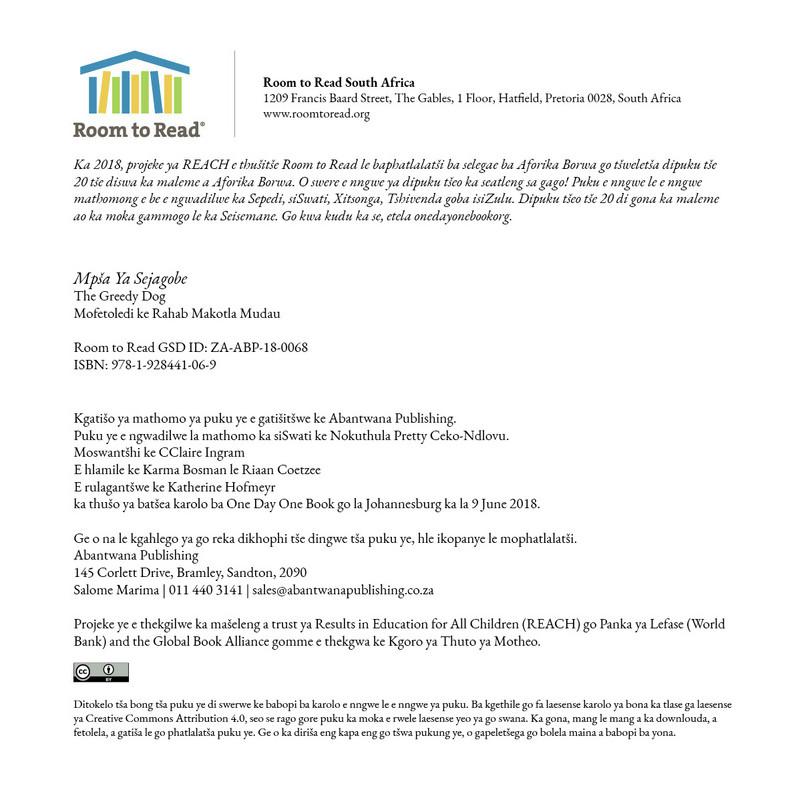 Room to Read®
Room to Read South Africa
1209 Francis Baard Street, The Gables, 1 Floor, Hatfield, Pretoria 0028, South Africa
www.roomtoread.org
Ka 2018, projeke ya REACH e thušitše Room to Read le baphatlalatši ba selegae ba Aforika Borwa go tšweletša dipuku tše
20 tše diswa ka maleme a Aforika Borwa. O swere e nngwe ya dipuku tšeo ka seatleng sa gago! Puku e nngwe le e nngwe
mathomong e be e ngwadilwe ka Sepedi, siSwati, Xitsonga, Tshivenda goba isiZulu. Dipuku tšeo tše 20 di gona ka maleme
ao ka moka gammogo le ka Seisemane. Go kwa kudu ka se, etela onedayonebookorg.
Mpša Ya Sejagobe
The Greedy Dog
Mofetoledi ke Rahab Makotla Mudau
Room to Read GSD ID: ZA-ABP-18-0068
ISBN: 978-1-928441-06-9
Kgatišo ya mathomo ya puku ye e gatišitšwe ke Abantwana Publishing.
Puku ye e ngwadilwe la mathomo ka siSwati ke Nokuthula Pretty Ceko-Ndlovu.
Moswantšhi ke CClaire Ingram
E hlamile ke Karma Bosman le Riaan Coetzee
E rulagantšwe ke Katherine Hofmeyr
ka thušo ya batšea karolo ba One Day One Book go la Johannesburg ka la 9 June 2018.
Ge o na le kgahlego ya go reka dikhophi tše dingwe tša puku ye, hle ikopanye le mophatlalatši.
Abantwana Publishing
145 Corlett Drive, Bramley, Sandton, 2090
Salome Marima | 011 440 3141 | sales@abantwanapublishing.co.za
Projeke ye e thekgilwe ka mašeleng a trust ya Results in Education for All Children (REACH) go Panka ya Lefase (World
Bank) and the Global Book Alliance gomme e thekgwa ke Kgoro ya Thuto ya Motheo.
cc BY
Ditokelo tša bong tša puku ye di swerwe ke babopi ba karolo e nngwe le e nngwe ya puku. Ba kgethile go fa laesense karolo ya bona ka tlase ga laesense
ya Creative Commons Attribution 4.0, seo se rago gore puku ka moka e rwele laesense yeo ya go swana. Ka gona, mang le mang a ka downlouda, a
fetolela, a gatiša le go phatlalatša puku ye. Ge o ka diriša eng kapa eng go tšwa pukung ye, o gapeletšega go bolela maina a babopi ba yona.